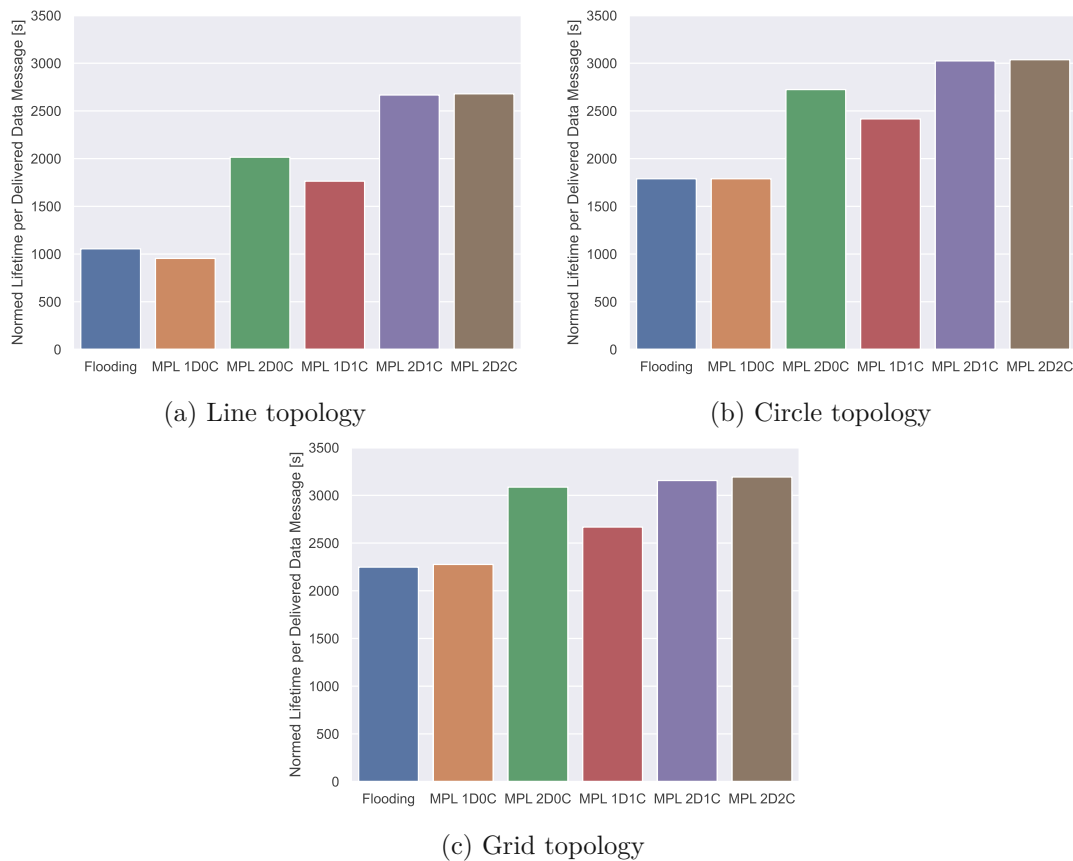 Normed Lifetime per Delivered Data Message [s]
3500
3000
2500
2000
1500
1000
500
0
Flooding MPL 1D0C MPL 2D0C MPL 1D1C MPL 2D1C MPL 2D2C
(a) Line topology
Normed Lifetime per Delivered Data Message [s]
3500
3000
2500
2000
1500
1000
500
0
Flooding MPL 1D0C MPL 2D0C MPL 1D1C MPL 2D1C MPL 2D2C
(b) Circle topology
Normed Lifetime per Delivered Data Message [s]
3500
3000
2500
2000
1500
1000
500
0
Flooding MPL 1D0C MPL 2D0C MPL 1D1C MPL 2D1C MPL 2D2C
(c) Grid topology